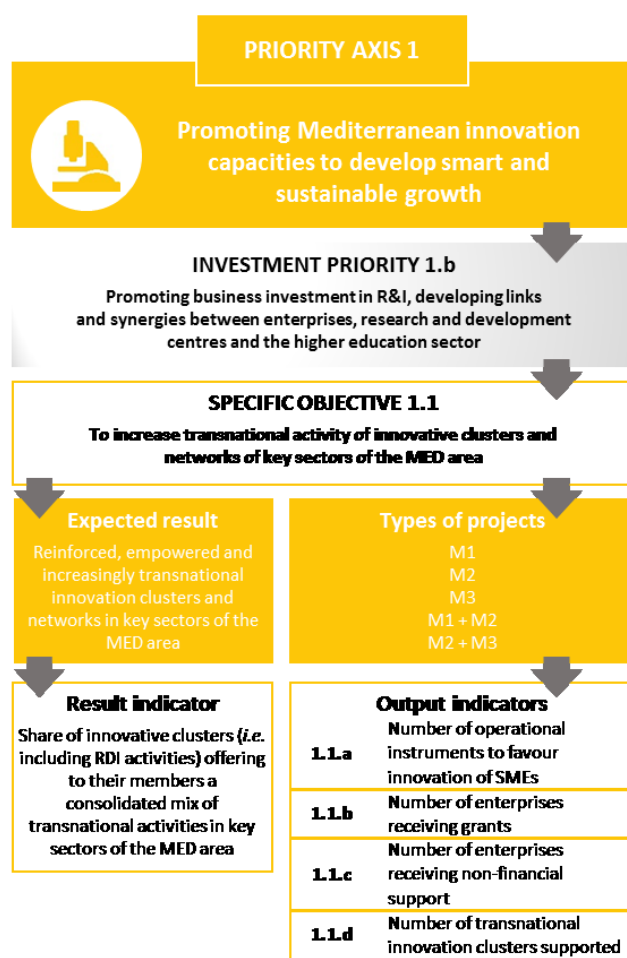 PRIORITY AXIS 1
Promoting Mediterranean innovation
capacities to develop smart and
sustainable growth
INVESTMENT PRIORITY 1.b
Promoting business investment in R&I, developing links
and synergies between enterprises, research and development
centres and the higher education sector
SPECIFIC OBJECTIVE 1.1
To increase transnational activity of innovative clusters and
networks of key sectors of the MED area
Expected result
Reinforced, empowered and
increasingly transnational
innovation clusters and
networks in key sectors of the
MED area
Types of projects
M1
M2
M3
M1 + M2
M2 + M3
Result indicator
Share of innovative clusters (i.e.
including RDI activities) offering
to their members a
consolidated mix of
transnational activities in key
sectors of the MED area
Output indicators
1.1.a
Number of operational
instruments to favour
innovation of SMEs
1.1.b
Number of enterprises
receiving grants
1.1.c
Number of enterprises
receiving non-financial
support
1.1.d
Number of transnational
innovation clusters supported